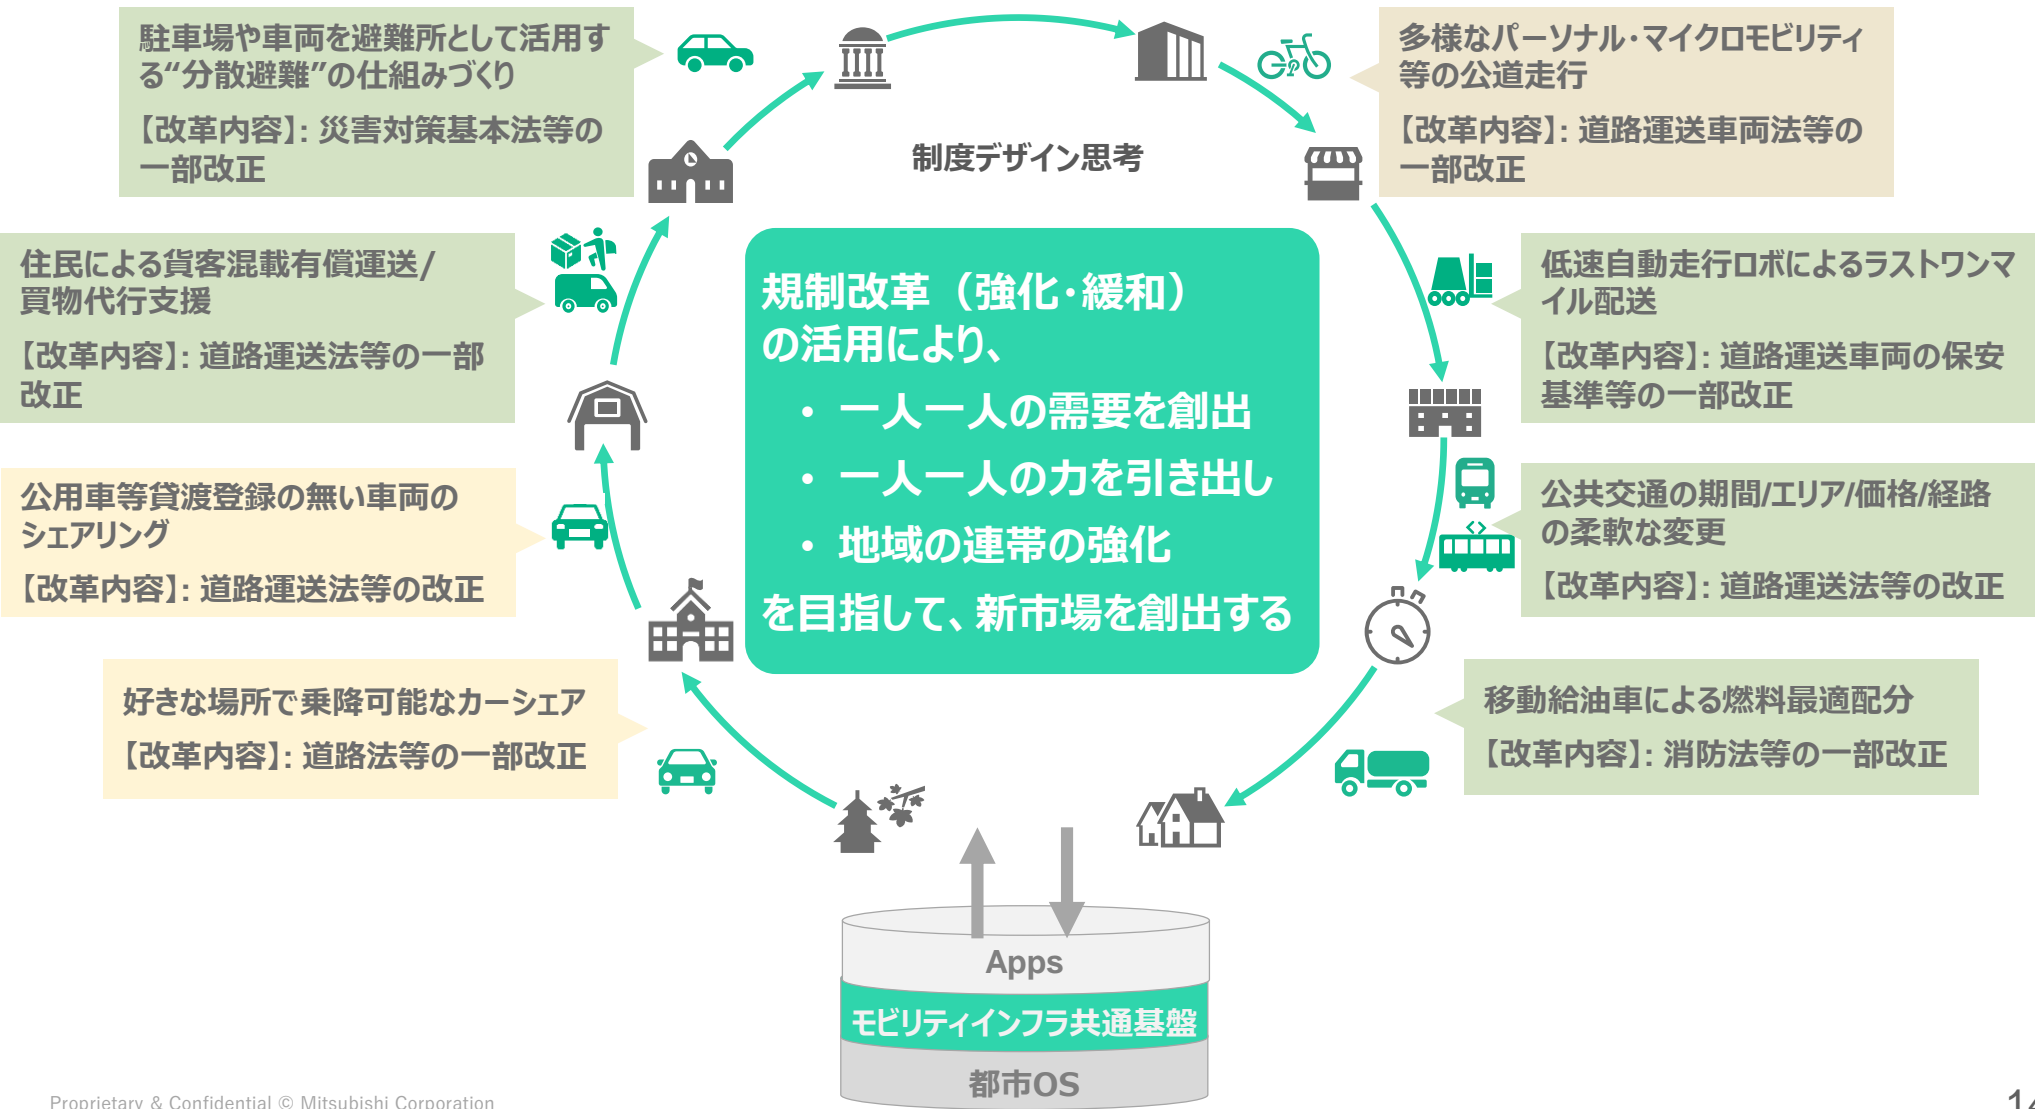 駐車場や車両を避難所として活用す
る“分散避難”の仕組みづくり
【改革内容】: 災害対策基本法等の
一部改正
多様なパーソナル・マイクロモビリティ
等の公道走行
【改革内容】: 道路運送車両法等の
一部改正
制度デザイン思考
住民による貨客混載有償運送/
買物代行支援
【改革内容】: 道路運送法等の一部
改正
規制改革（強化・緩和）
の活用により、
• 一人一人の需要を創出
• 一人一人の力を引き出し
• 地域の連帯の強化
を目指して、新市場を創出する
低速自動走行ロボによるラストワンマ
イル配送
【改革内容】: 道路運送車両の保安
基準等の一部改正
公用車等貸渡登録の無い車両の
シェアリング
【改革内容】: 道路運送法等の改正
公共交通の期間/エリア/価格/経路
の柔軟な変更
【改革内容】: 道路運送法等の改正
好きな場所で乗降可能なカーシェア
【改革内容】: 道路法等の一部改正
移動給油車による燃料最適配分
【改革内容】: 消防法等の一部改正
Apps
モビリティインフラ共通基盤
都市OS
Proprietary & Confidential © Mitsubishi Corporation
14